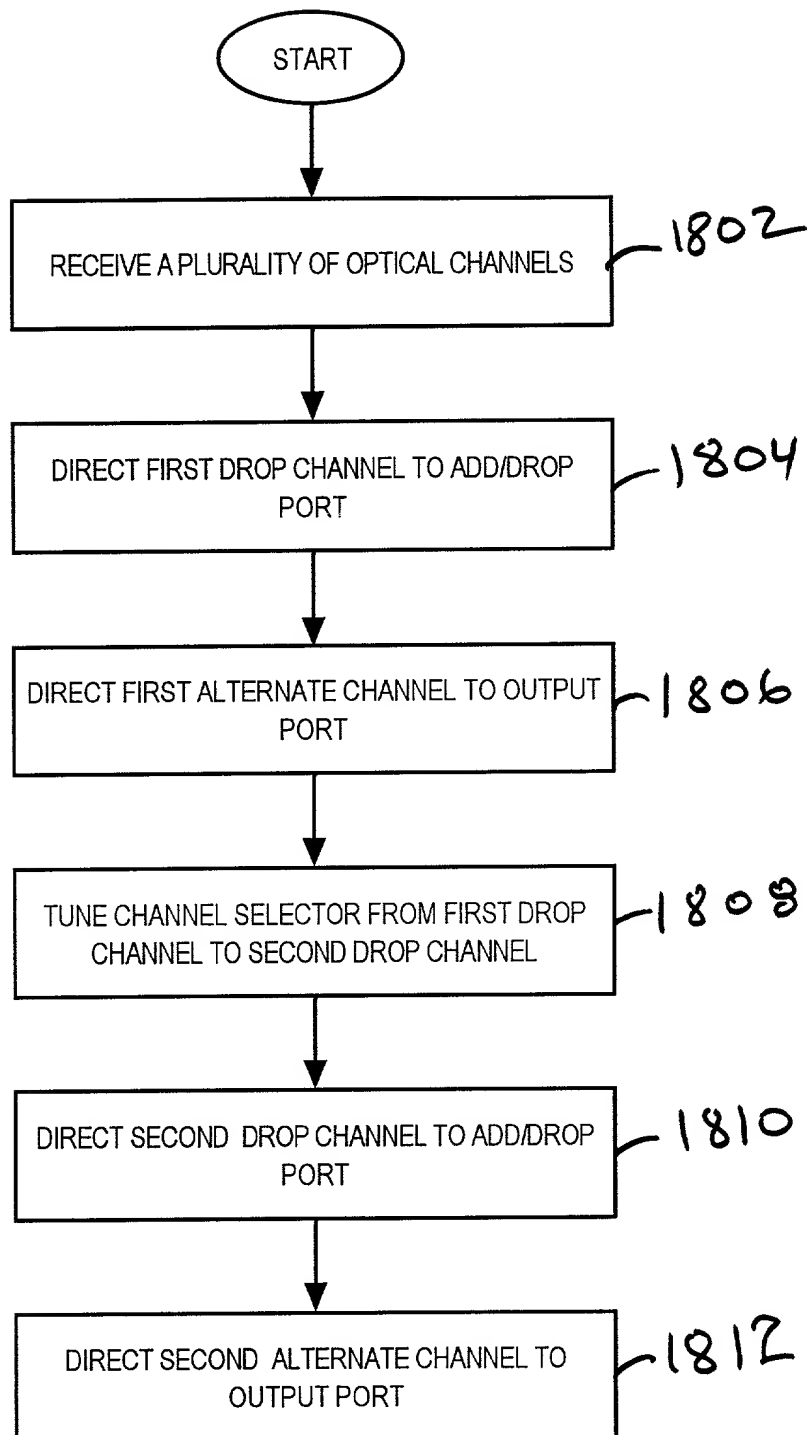 START
RECEIVE A PLURALITY OF OPTICAL CHANNELS
1802
DIRECT FIRST DROP CHANNEL TO ADD/DROP
PORT
1804
DIRECT FIRST ALTERNATE CHANNEL TO OUTPUT
PORT
1806
TUNE CHANNEL SELECTOR FROM FIRST DROP
CHANNEL TO SECOND DROP CHANNEL
1808
DIRECT SECOND DROP CHANNEL TO ADD/DROP
PORT
1810
DIRECT SECOND ALTERNATE CHANNEL TO
OUTPUT PORT
1812